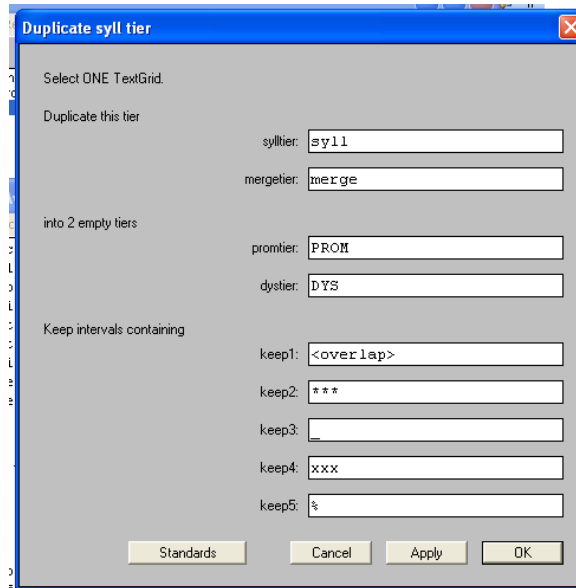 Duplicate syll tier
Select ONE TextGrid.
Duplicate this tier
sylltier: syll
mergetier: merge
into 2 empty tiers
promtier: PROM
dystier: DYS
Keep intervals containing
keep1: <overlap>
keep2: ***
keep3: _
keep4: xxx
keep5: %
Standards Cancel Apply OK